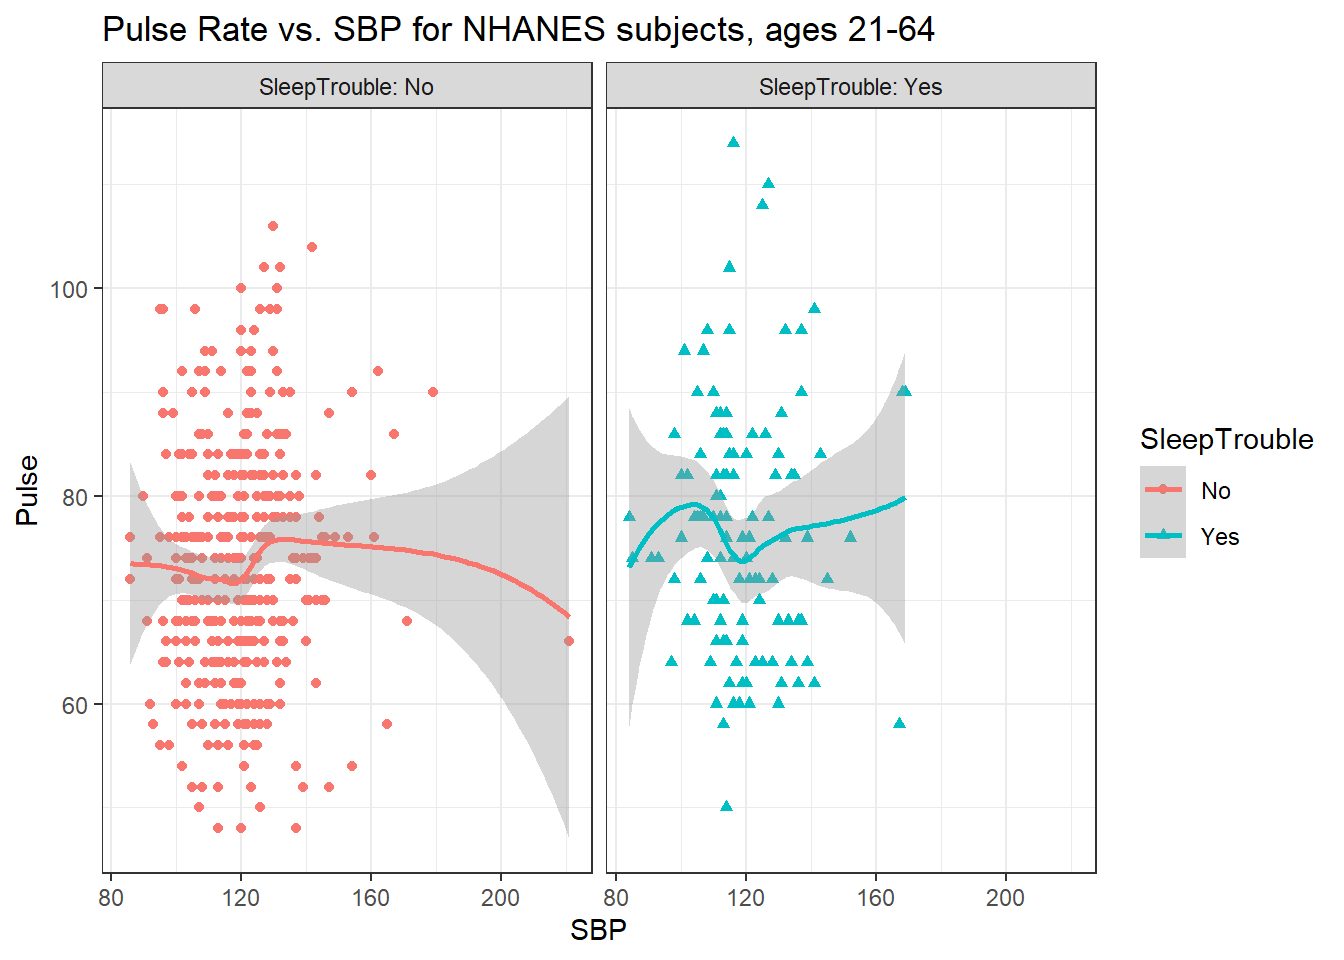 Pulse Rate vs. SBP for NHANES subjects, ages 21-64
SleepTrouble: No
SleepTrouble: Yes
100
80
60
Pulse
80
120
160
200
80
120
160
200
SBP
SleepTrouble
No
Yes